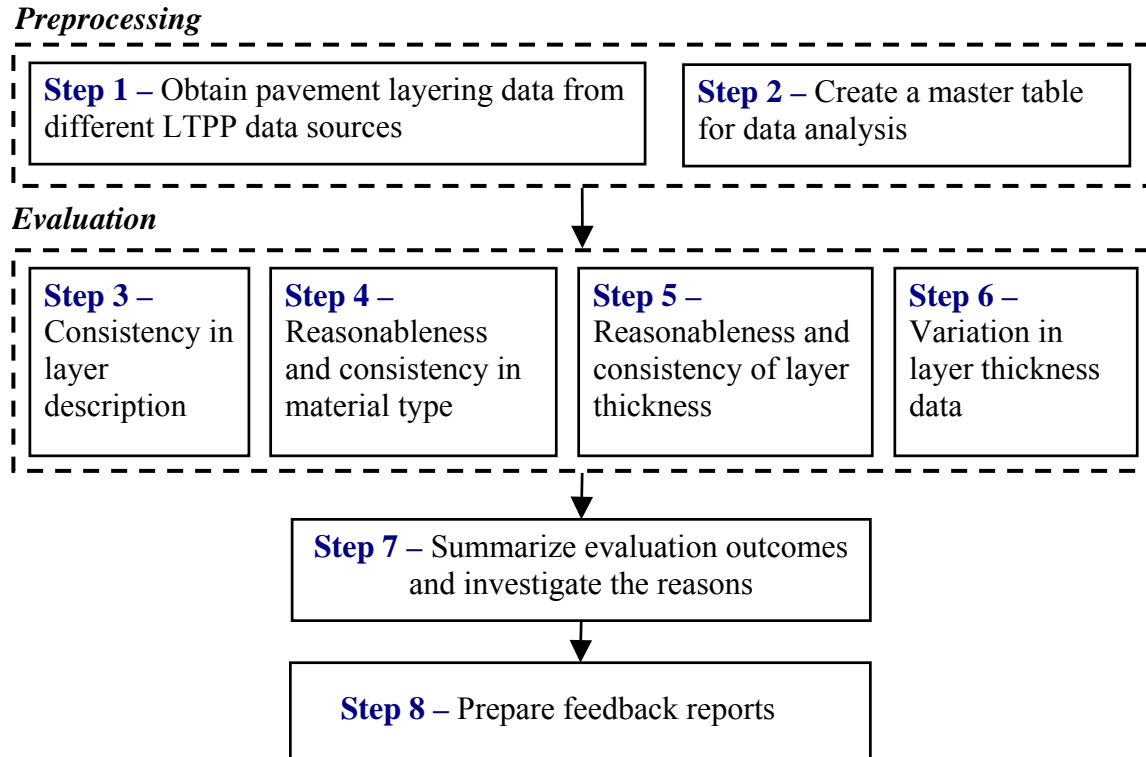 Preprocessing
Step 1 – Obtain pavement layering data from
different LTPP data sources
Step 2 – Create a master table
for data analysis
Evaluation
Step 3 –
Consistency in
layer
description
Step 4 –
Reasonableness
and consistency in
material type
Step 5 –
Reasonableness and
consistency of layer
thickness
Step 6 –
Variation in
layer thickness
data
Step 7 – Summarize evaluation outcomes
and investigate the reasons
Step 8 – Prepare feedback reports